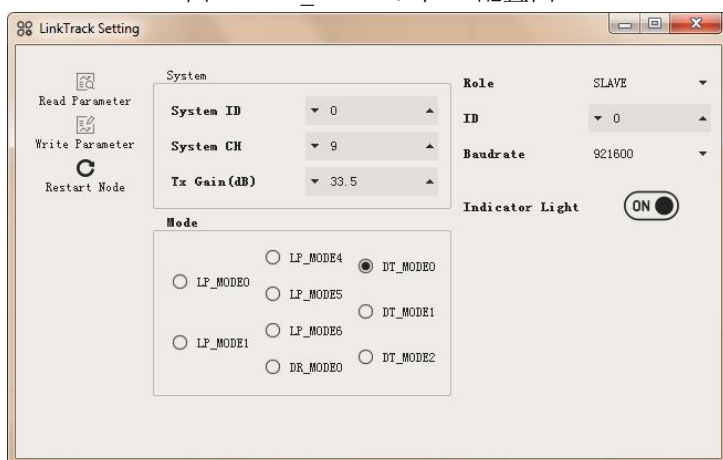 LinkTrack Setting
Read Parameter
Write Parameter
Restart Node
System
System ID 0
System CH 9
Tx Gain(dB) 33.5
Role SLAVE
ID 0
Baudrate 921600
Indicator Light ON
Mode
LP_MODE0
LP_MODE1
LP_MODE4
LP_MODE5
LP_MODE6
DR_MODE0
DT_MODE0
DT_MODE1
DT_MODE2